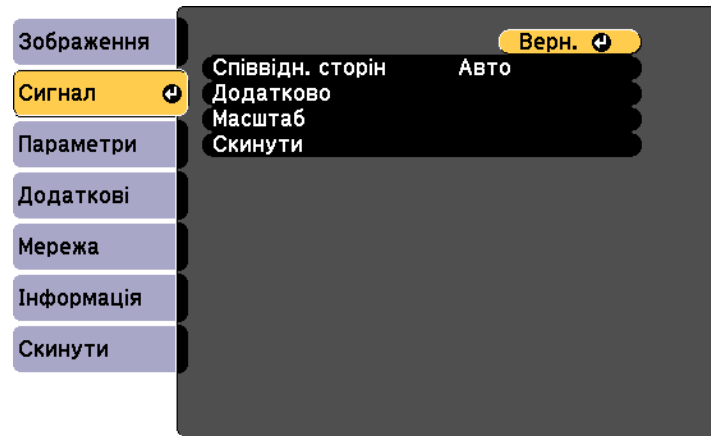 Зображення
Сигнал
Параметри
Додаткові
Мережа
Інформація
Скинути
Верн.
Співвідн. сторін Авто
Додатково
Масштаб
Скинути